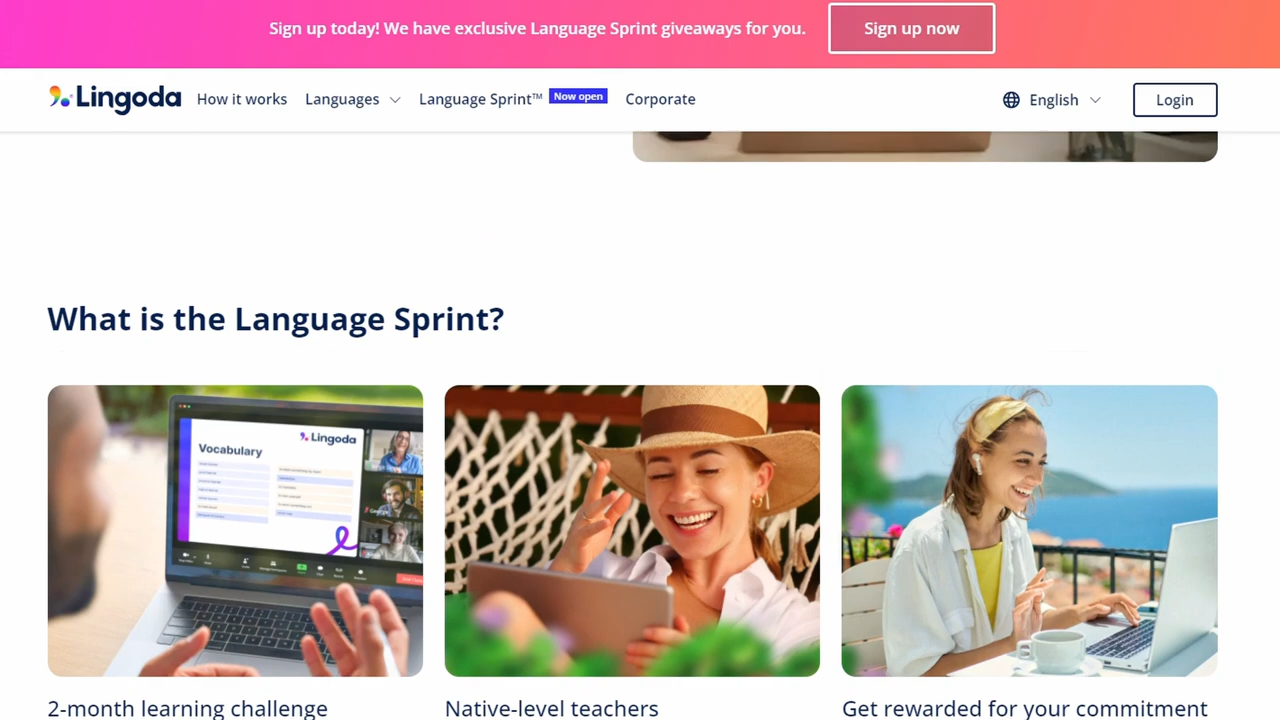 Sign up today! We have exclusive Language Sprint giveaways for you.
Sign up now
Lingoda
How it works
Languages
Language Sprint™
Now open
Corporate
English
Login
What is the Language Sprint?
Lingoda
Vocabulary
2-month learning challenge
Native-level teachers
Get rewarded for your commitment